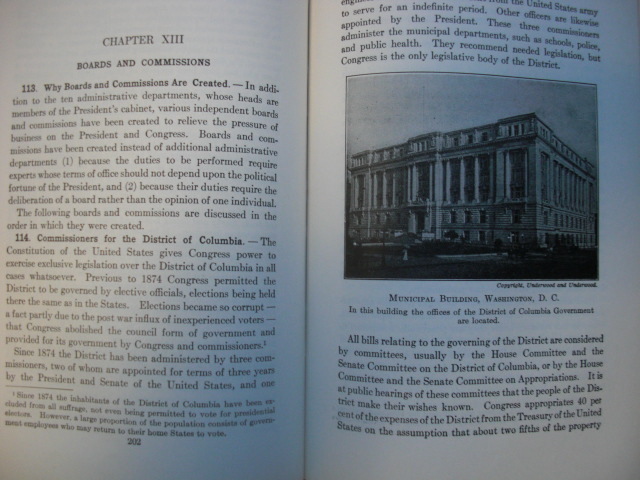 CHAPTER XIII
BOARDS AND COMMISSIONS
113. Why Boards and Commissions Are Created. — In addi-
tion to the ten administrative departments, whose heads are
members of the President's cabinet, various independent boards
and commissions have been created to relieve the pressure of
business on the President and Congress. Boards and com-
missions have been created instead of additional administrative
departments (1) because the duties to be performed require
experts whose terms of office should not depend upon the political
fortune of the President, and (2) because their duties require the
deliberation of a board rather than the opinion of one individual.
The following boards and commissions are discussed in the
order in which they were created.
114. Commissioners for the District of Columbia. — The
Constitution of the United States gives Congress power to
exercise exclusive legislation over the District of Columbia in all
cases whatsoever. Previous to 1874 Congress permitted the
District to be governed by elective officials, elections being held
there the same as in the States. Elections became so corrupt —
a fact partly due to the post war influx of inexperienced voters —
that Congress abolished the council form of government and
provided for its government by Congress and commissioners.¹
Since 1874 the District has been administered by three com-
missioners, two of whom are appointed for terms of three years
by the President and Senate of the United States, and one
¹ Since 1874 the inhabitants of the District of Columbia have been ex-
cluded from all suffrage, not even being permitted to vote for presidential
electors. However, a large proportion of the population consists of govern-
ment employees who may return to their home States to vote.
202
from the United States army
to serve for an indefinite period. Other officers are likewise
appointed by the President. These three commissioners
administer the municipal departments, such as schools, police,
and public health. They recommend needed legislation, but
Congress is the only legislative body of the District.
Copyright, Underwood and Underwood.
MUNICIPAL BUILDING, WASHINGTON, D. C.
In this building the offices of the District of Columbia Government
are located.
All bills relating to the governing of the District are considered
by committees, usually by the House Committee and the
Senate Committee on the District of Columbia, or by the House
Committee and the Senate Committee on Appropriations. It is
at public hearings of these committees that the people of the Dis-
trict make their wishes known. Congress appropriates 40 per
cent of the expenses of the District from the Treasury of the United
States on the assumption that about two fifths of the property